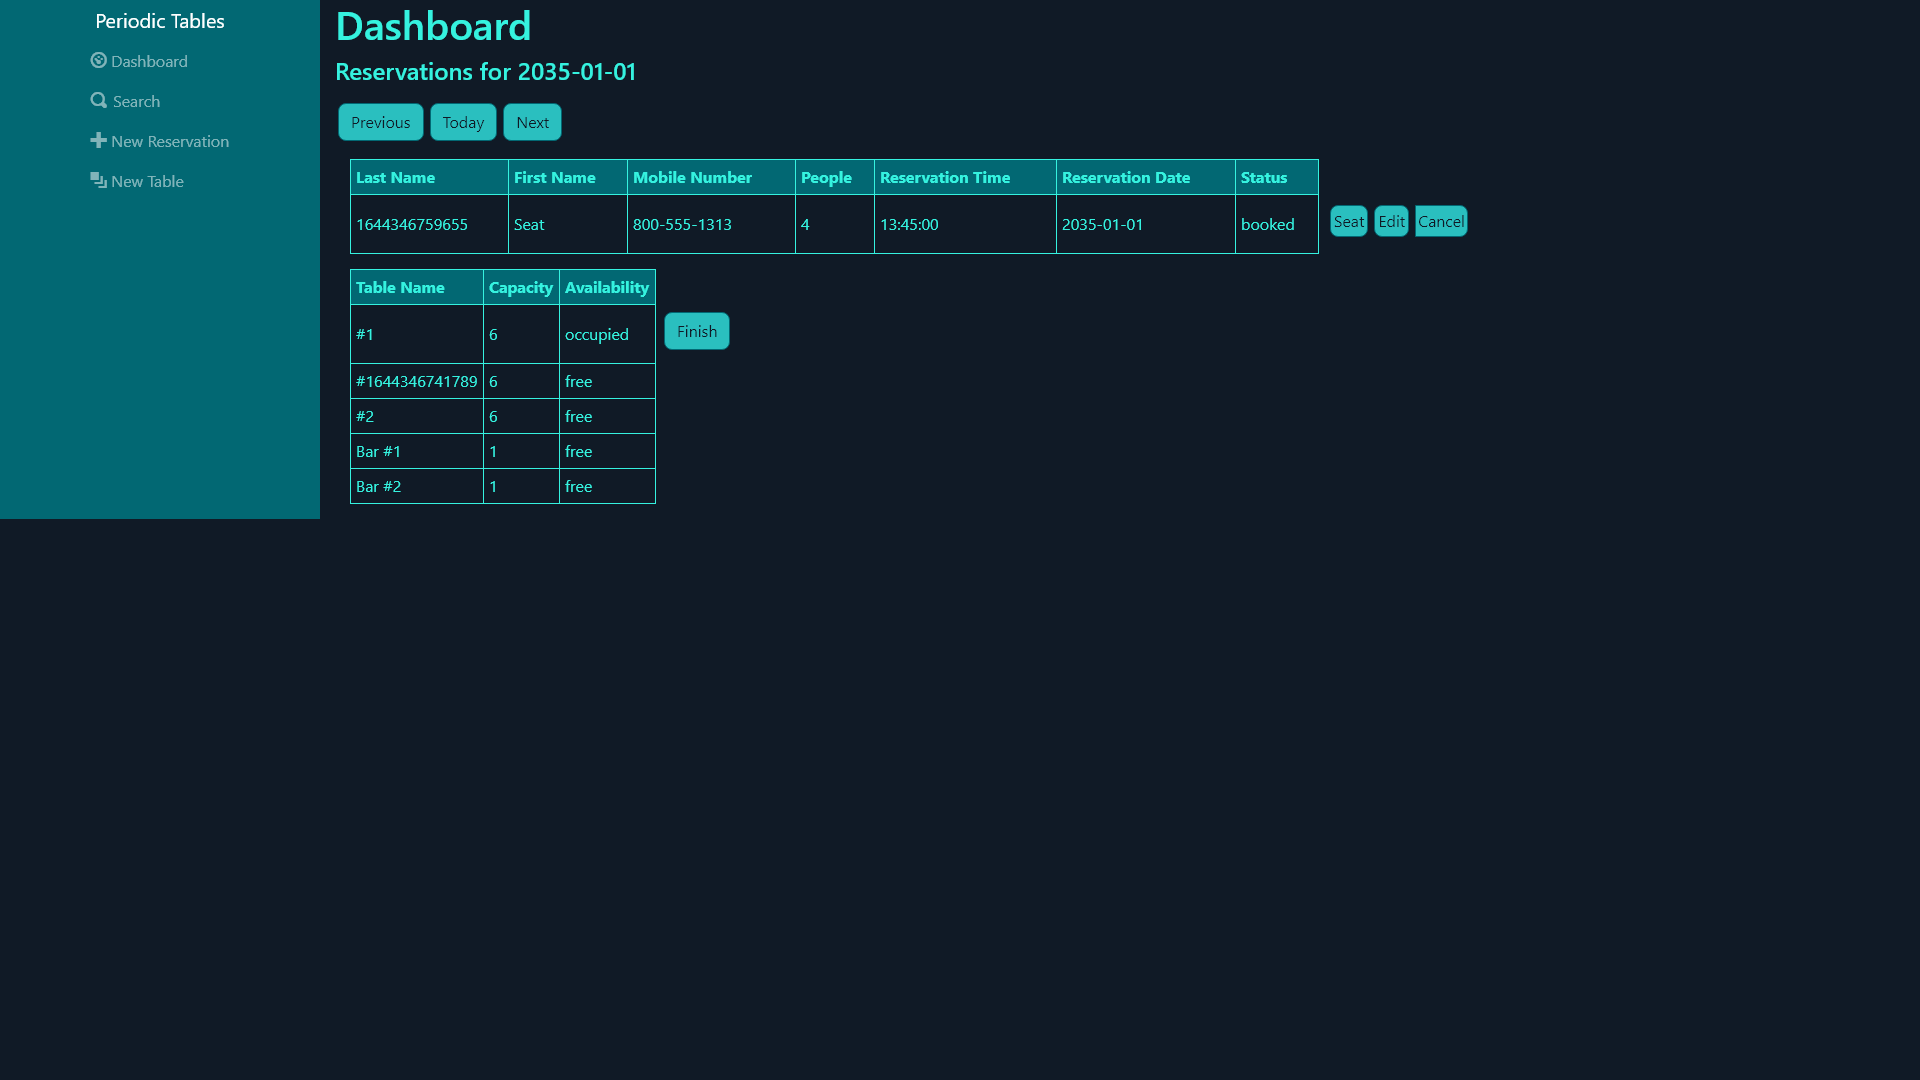 Periodic Tables
Dashboard
Search
New Reservation
New Table
Dashboard
Reservations for 2035-01-01
Previous Today Next
Last Name First Name Mobile Number People Reservation Time Reservation Date Status
1644346759655 Seat 800-555-1313 4 13:45:00 2035-01-01 booked Seat Edit Cancel
Table Name Capacity Availability
#1 6 occupied Finish
#1644346741789 6 free
#2 6 free
Bar #1 1 free
Bar #2 1 free